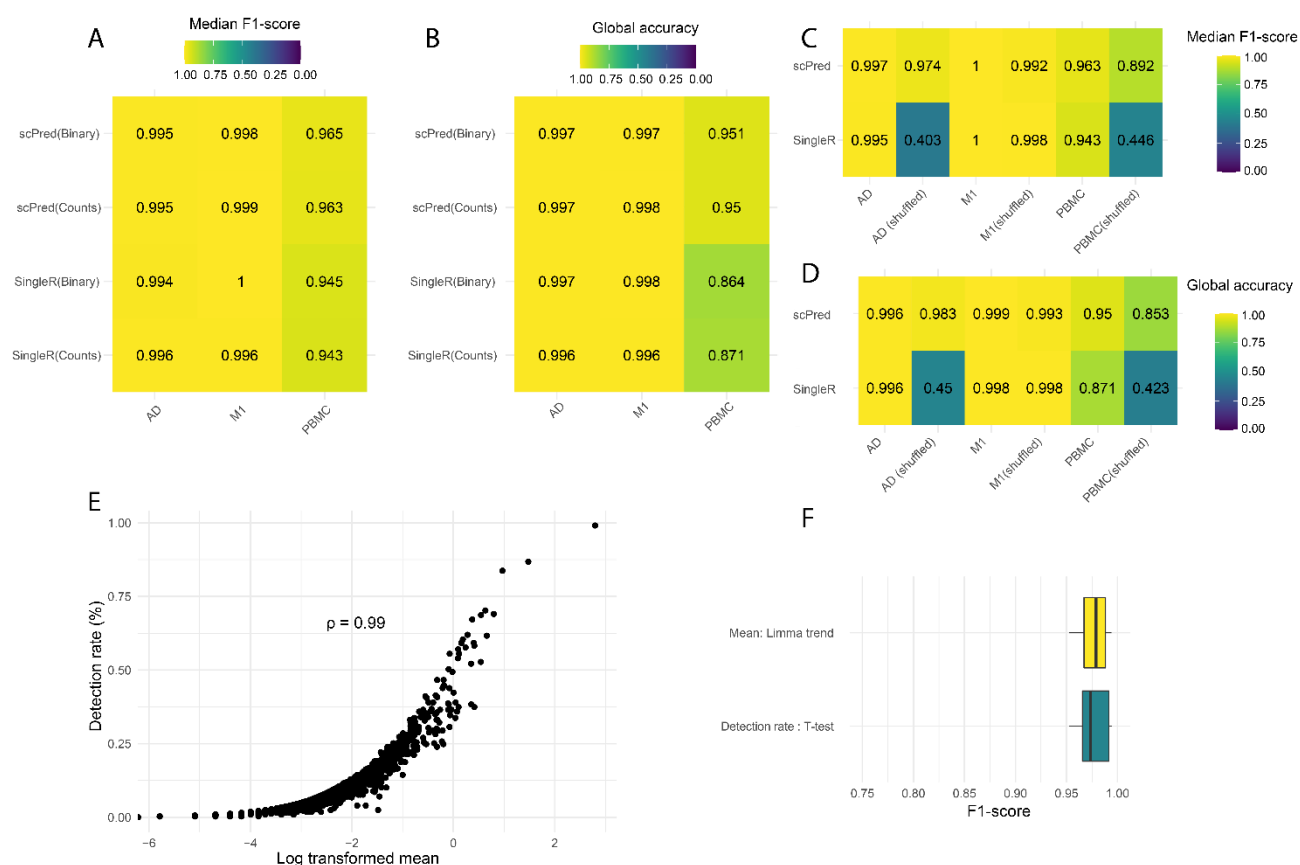 A
Median F1-score
1.00 0.75 0.50 0.25 0.00
scPred(Binary) 0.995 0.998 0.965
scPred(Counts) 0.995 0.999 0.963
SingleR(Binary) 0.994 1 0.945
SingleR(Counts) 0.996 0.996 0.943
AD M1 PBMC
B
Global accuracy
1.00 0.75 0.50 0.25 0.00
scPred(Binary) 0.997 0.997 0.951
scPred(Counts) 0.997 0.998 0.95
SingleR(Binary) 0.997 0.998 0.864
SingleR(Counts) 0.996 0.996 0.871
AD M1 PBMC
C
scPred 0.997 0.974 1 0.992 0.963 0.892
SingleR 0.995 0.403 1 0.998 0.943 0.446
AD AD (shuffled) M1 M1(shuffled) PBMC PBMC(shuffled)
Median F1-score
1.00
0.75
0.50
0.25
0.00
D
scPred 0.996 0.983 0.999 0.993 0.95 0.853
SingleR 0.996 0.45 0.998 0.998 0.871 0.423
AD AD (shuffled) M1 M1(shuffled) PBMC PBMC(shuffled)
Global accuracy
1.00
0.75
0.50
0.25
0.00
E
Detection rate (%)
1.00
0.75
0.50
0.25
0.00
ρ = 0.99
−6 −4 −2 0 2
Log transformed mean
F
Mean: Limma trend
Detection rate : T-test
0.75 0.80 0.85 0.90 0.95 1.00
F1-score